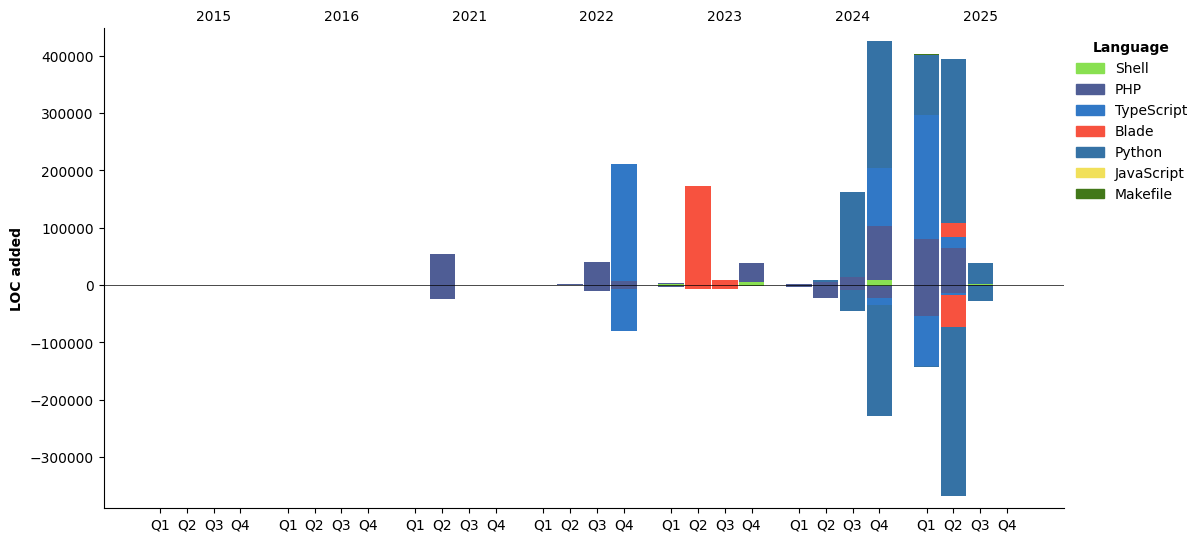 2015 2016 2021 2022 2023 2024 2025
LOC added
400000
300000
200000
100000
0
−100000
−200000
−300000
Q1 Q2 Q3 Q4 Q1 Q2 Q3 Q4 Q1 Q2 Q3 Q4 Q1 Q2 Q3 Q4 Q1 Q2 Q3 Q4 Q1 Q2 Q3 Q4 Q1 Q2 Q3 Q4
Language
Shell
PHP
TypeScript
Blade
Python
JavaScript
Makefile